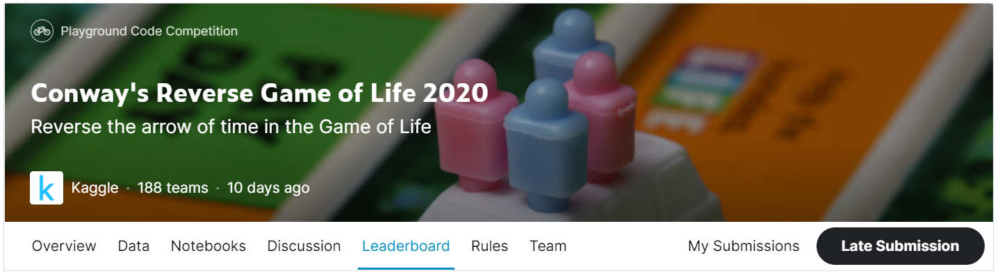 Playground Code Competition
Conway's Reverse Game of Life 2020
Reverse the arrow of time in the Game of Life
k
Kaggle · 188 teams · 10 days ago
Overview Data Notebooks Discussion Leaderboard Rules Team My Submissions Late Submission